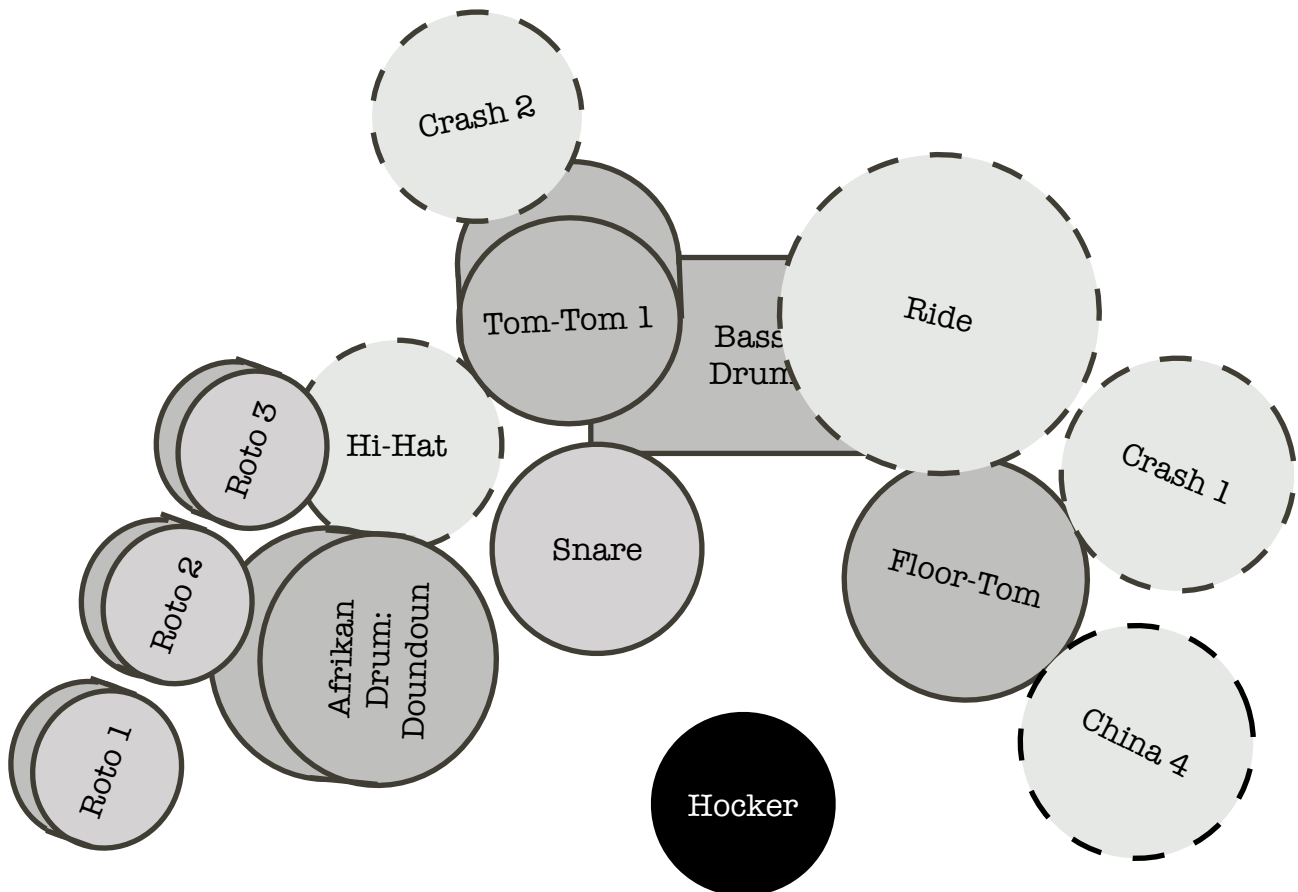 Crash 2
Ride
Tom-Tom 1
Bass
Drum
Roto 3
Hi-Hat
Crash 1
Snare
Floor-Tom
Roto 2
Afrikan
Drum:
Doundoun
Roto 1
China 4
Hocker